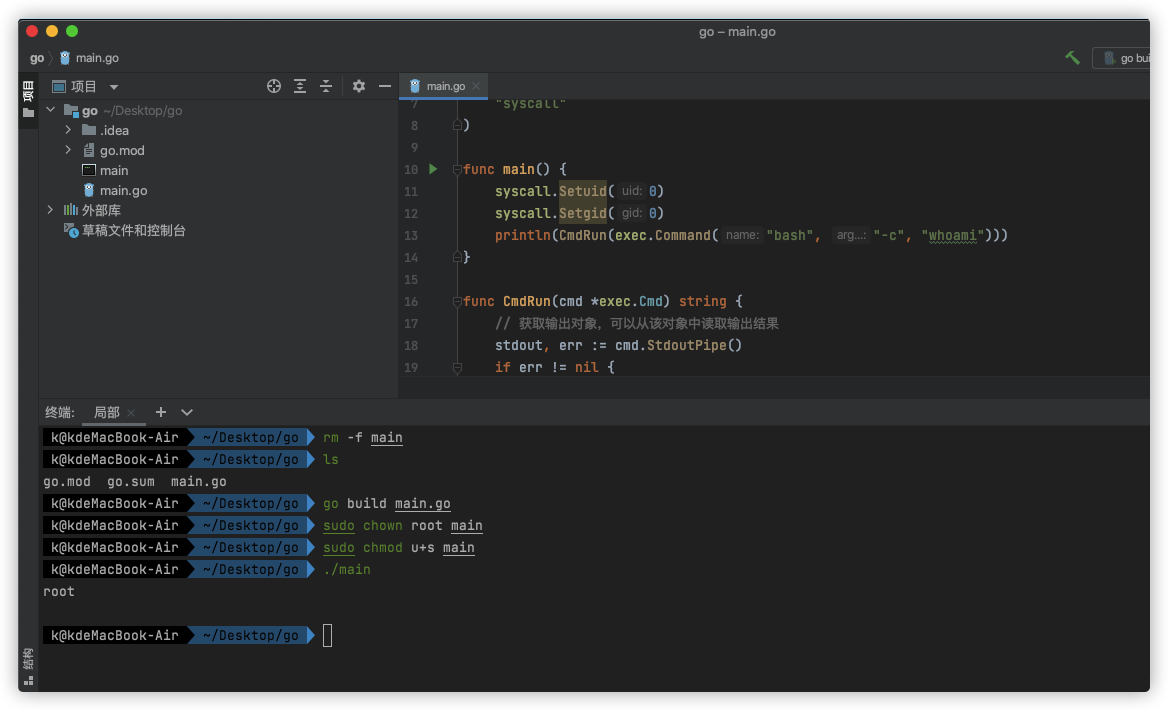 go – main.go
go main.go go bui
项目
项目
main.go
go ~/Desktop/go
.idea
go.mod
main
main.go
外部库
草稿文件和控制台
7 "syscall"
8 )
9
10 func main() {
11 syscall.Setuid( uid: 0)
12 syscall.Setgid( gid: 0)
13 println(CmdRun(exec.Command( name: "bash", arg...: "-c", "whoami")))
14 }
15
16 func CmdRun(cmd *exec.Cmd) string {
17 // 获取输出对象，可以从该对象中读取输出结果
18 stdout, err := cmd.StdoutPipe()
19 if err != nil {
终端: 局部
k@kdeMacBook-Air ~/Desktop/go rm -f main
k@kdeMacBook-Air ~/Desktop/go ls
go.mod go.sum main.go
k@kdeMacBook-Air ~/Desktop/go go build main.go
k@kdeMacBook-Air ~/Desktop/go sudo chown root main
k@kdeMacBook-Air ~/Desktop/go sudo chmod u+s main
k@kdeMacBook-Air ~/Desktop/go ./main
root
k@kdeMacBook-Air ~/Desktop/go
结构